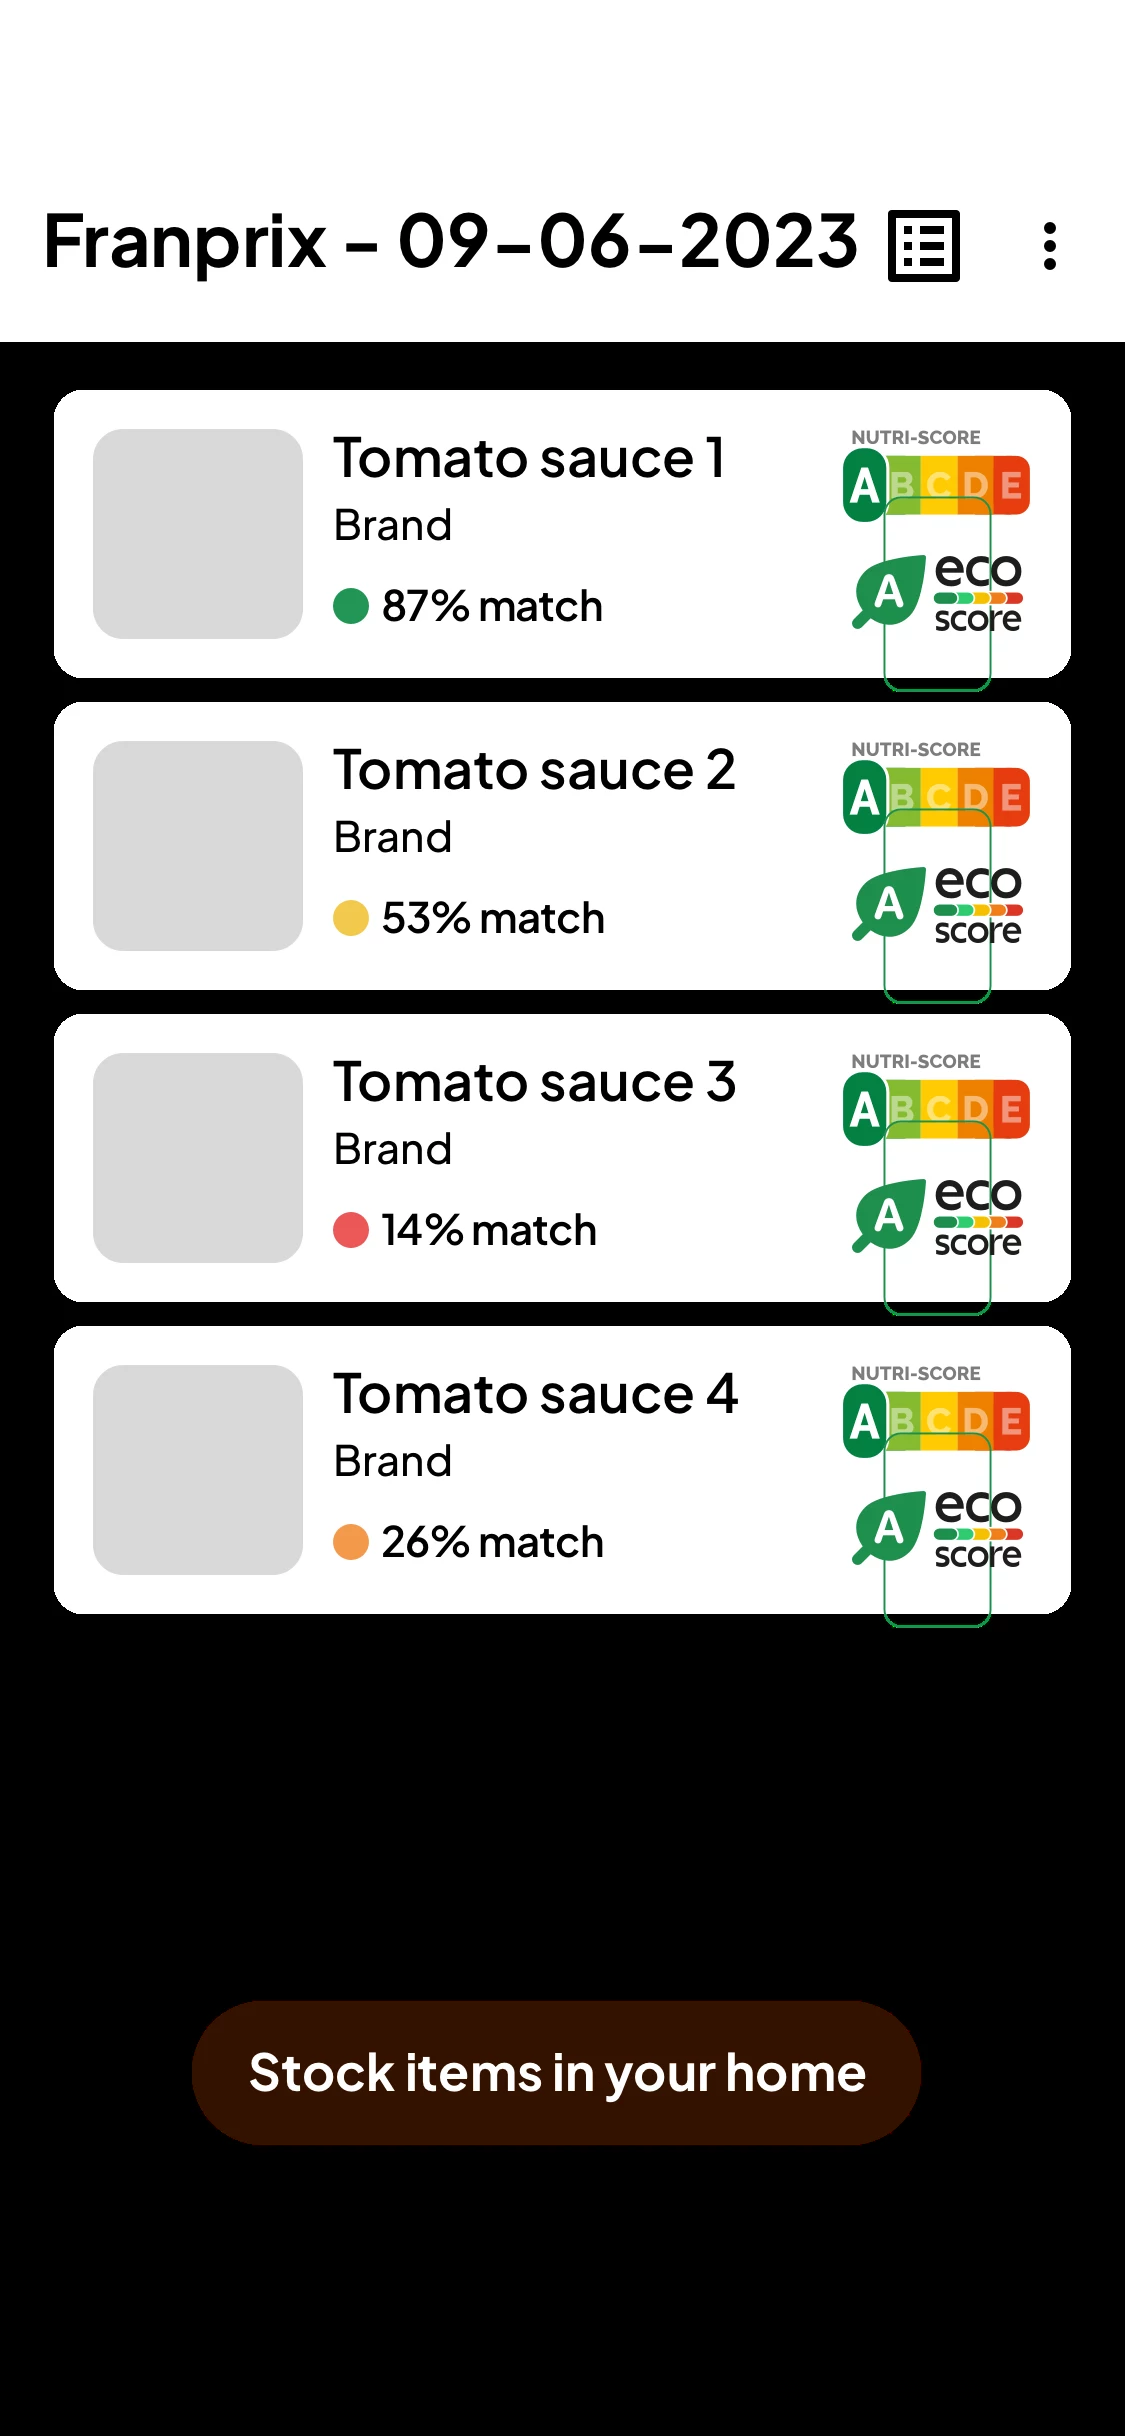 Franprix - 09-06-2023
Tomato sauce 1
Brand
87% match
NUTRI-SCORE
A B C D E
A eco score
Tomato sauce 2
Brand
53% match
NUTRI-SCORE
A B C D E
A eco score
Tomato sauce 3
Brand
14% match
NUTRI-SCORE
A B C D E
A eco score
Tomato sauce 4
Brand
26% match
NUTRI-SCORE
A B C D E
A eco score
Stock items in your home